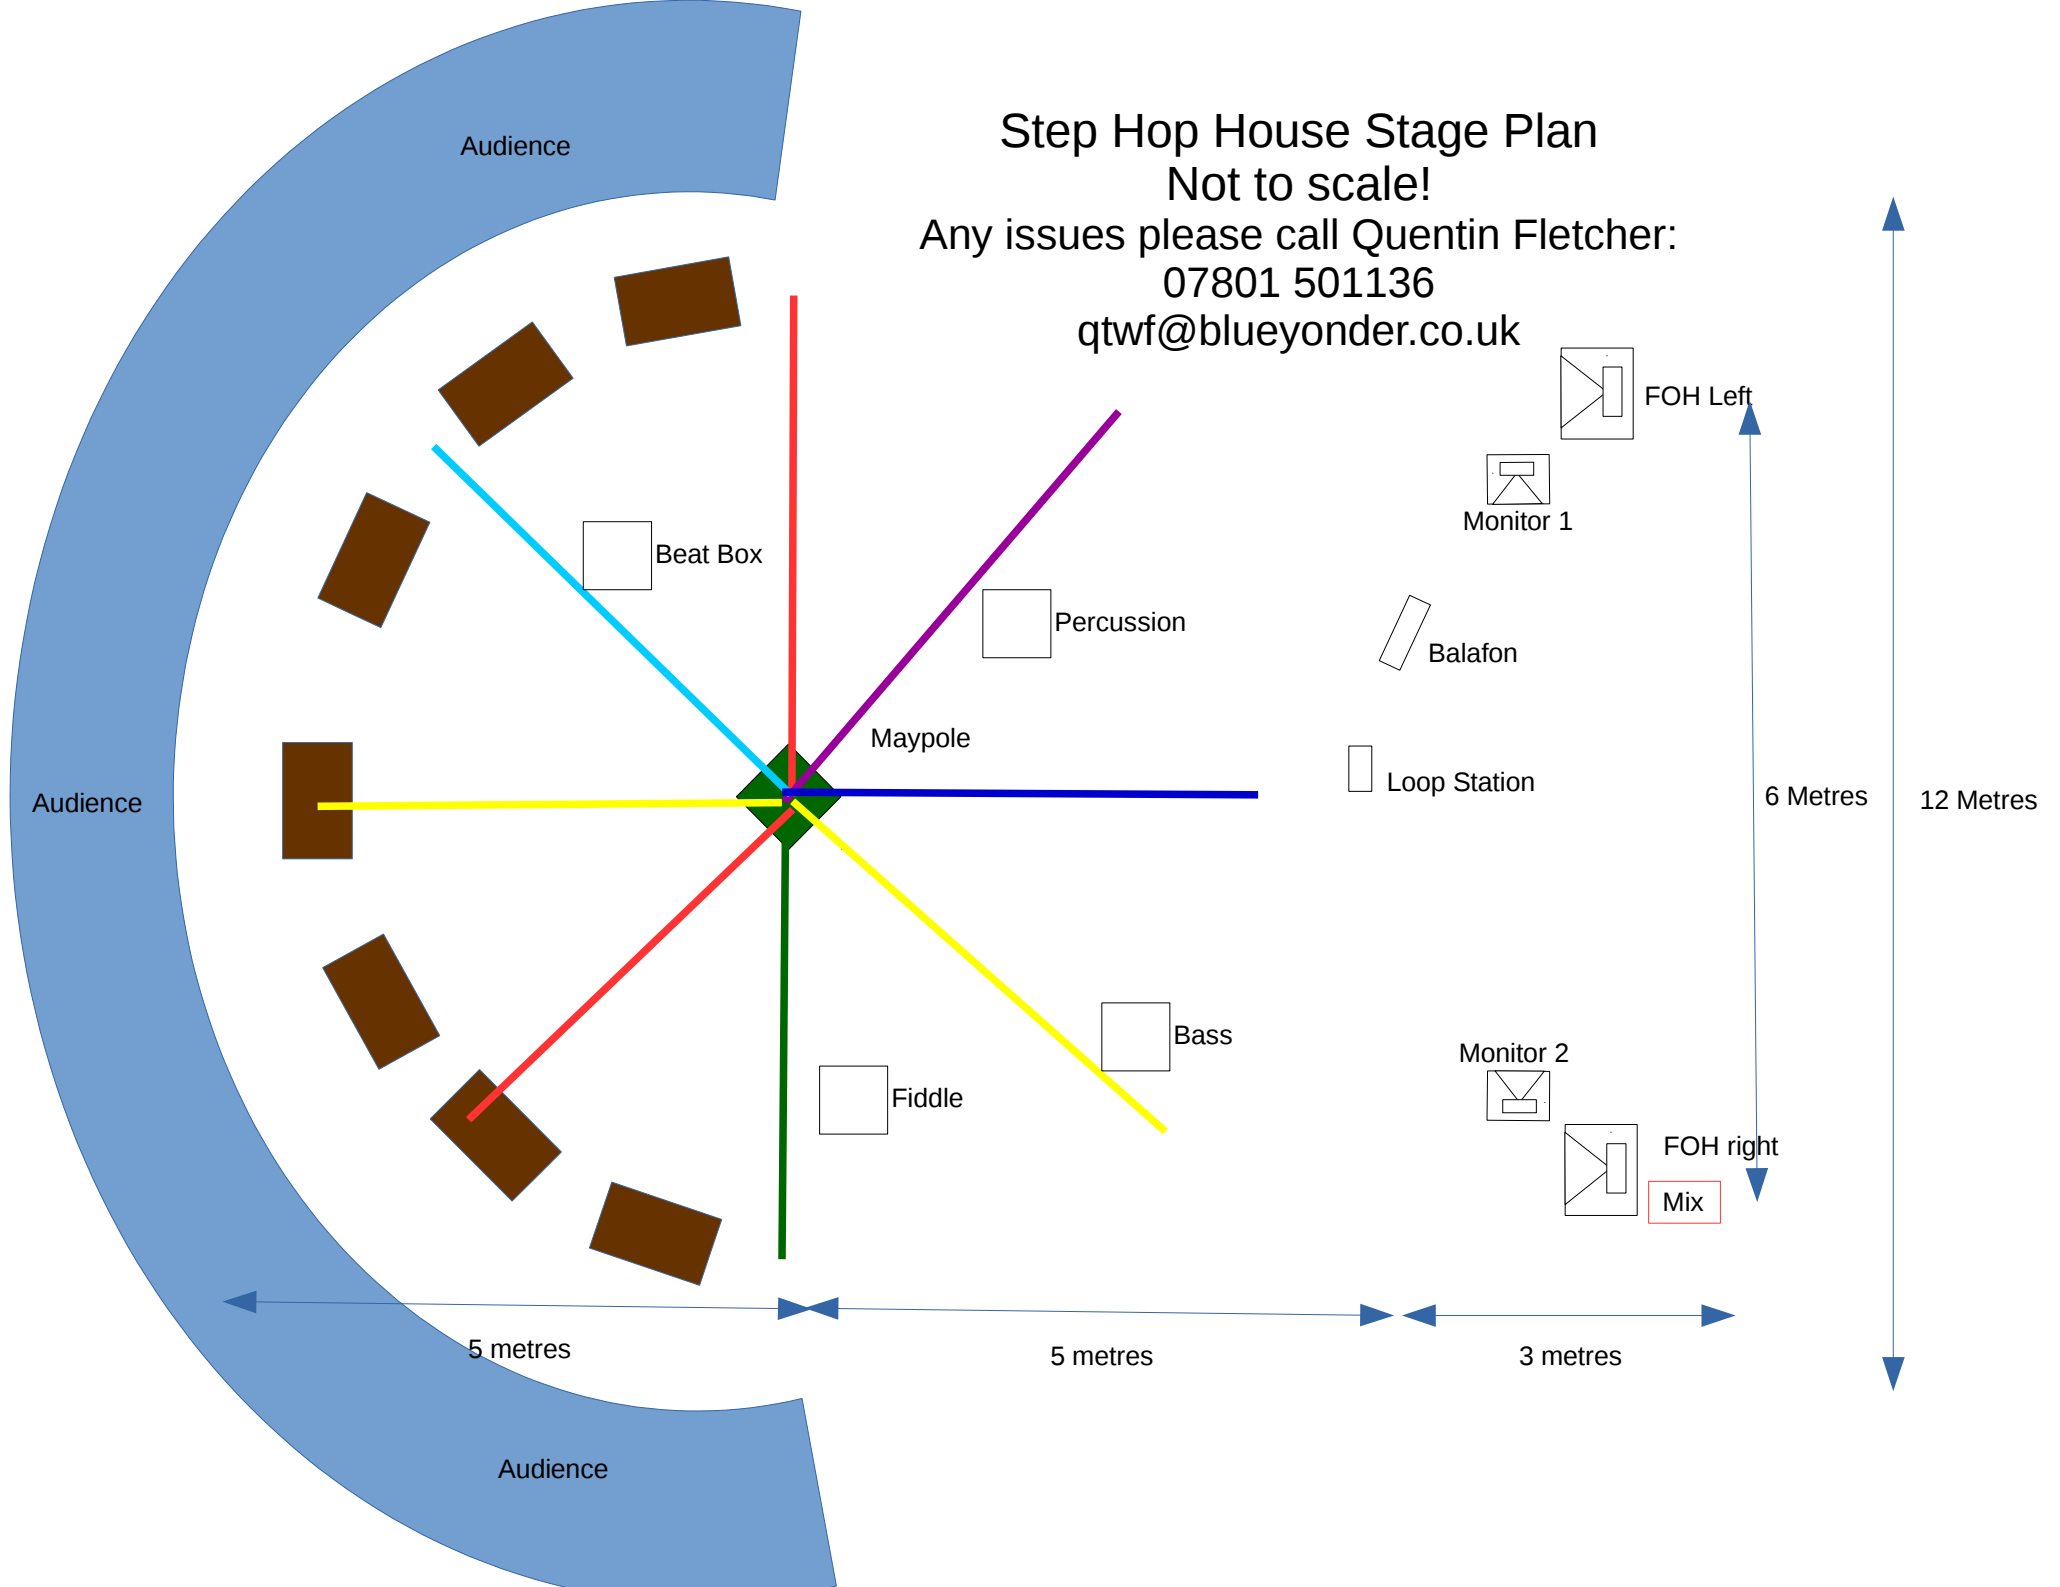 Step Hop House Stage Plan
Not to scale!
Any issues please call Quentin Fletcher:
07801 501136
qtwf@blueyonder.co.uk
Audience
FOH Left
Monitor 1
Beat Box
Percussion
Balafon
Maypole
Loop Station
Audience
6 Metres
12 Metres
Bass
Monitor 2
Fiddle
FOH right
Mix
5 metres
5 metres
3 metres
Audience